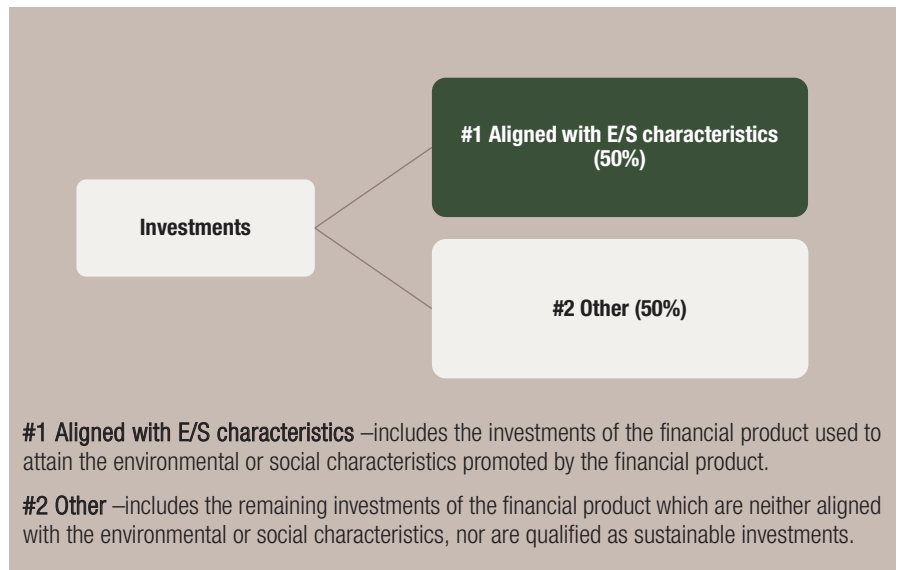 #1 Aligned with E/S characteristics
(50%)
Investments
#2 Other (50%)
#1 Aligned with E/S characteristics –includes the investments of the financial product used to
attain the environmental or social characteristics promoted by the financial product.
#2 Other –includes the remaining investments of the financial product which are neither aligned
with the environmental or social characteristics, nor are qualified as sustainable investments.